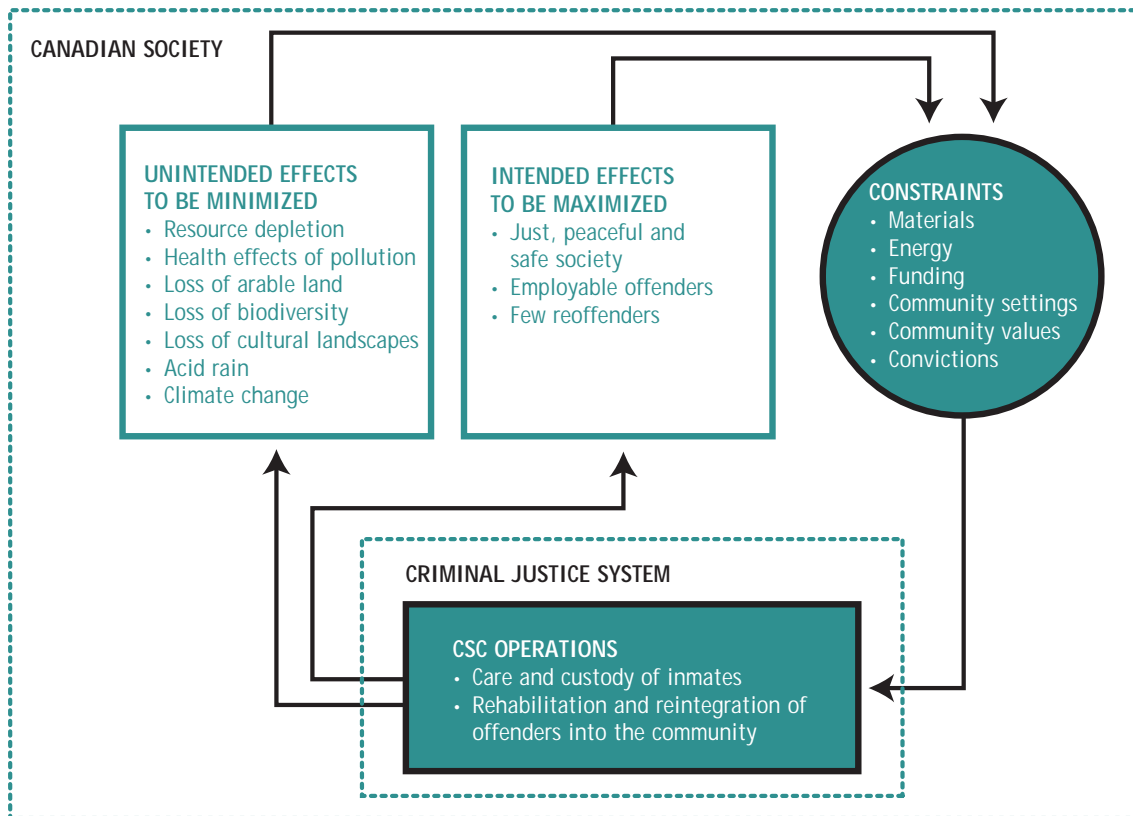 CANADIAN SOCIETY
UNINTENDED EFFECTS
TO BE MINIMIZED
• Resource depletion
• Health effects of pollution
• Loss of arable land
• Loss of biodiversity
• Loss of cultural landscapes
• Acid rain
• Climate change
INTENDED EFFECTS
TO BE MAXIMIZED
• Just, peaceful and
safe society
• Employable offenders
• Few reoffenders
CONSTRAINTS
• Materials
• Energy
• Funding
• Community settings
• Community values
• Convictions
CRIMINAL JUSTICE SYSTEM
CSC OPERATIONS
• Care and custody of inmates
• Rehabilitation and reintegration of
offenders into the community